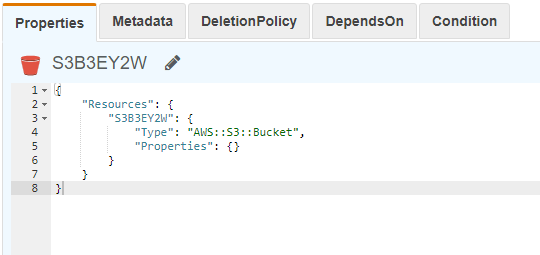 Properties Metadata DeletionPolicy DependsOn Condition
S3B3EY2W
1 {
2 "Resources": {
3 "S3B3EY2W": {
4 "Type": "AWS::S3::Bucket",
5 "Properties": {}
6 }
7 }
8 }